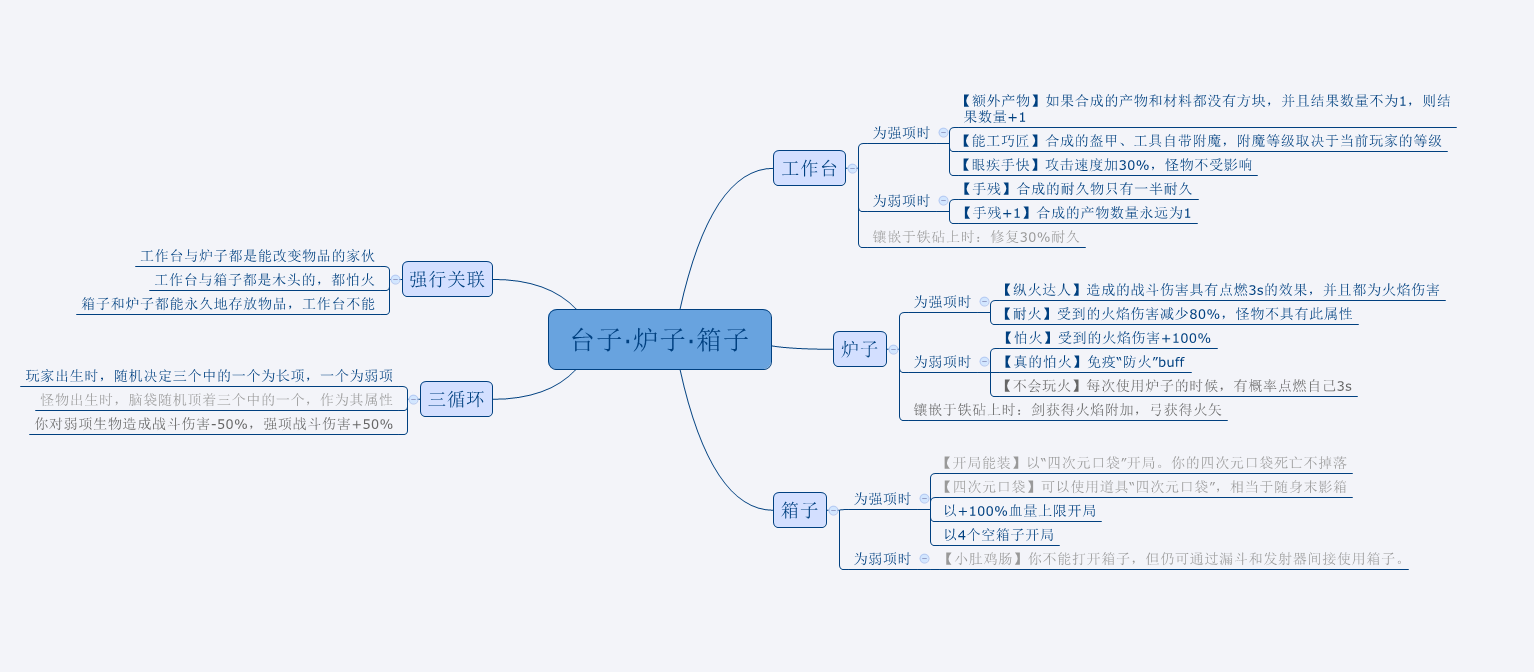 台子·炉子·箱子
工作台
为强项时
【额外产物】如果合成的产物和材料都没有方块，并且结果数量不为1，则结
果数量+1
【能工巧匠】合成的盔甲、工具自带附魔，附魔等级取决于当前玩家的等级
【眼疾手快】攻击速度加30%，怪物不受影响
为弱项时
【手残】合成的耐久物只有一半耐久
【手残+1】合成的产物数量永远为1
镶嵌于铁砧上时：修复30%耐久
炉子
为强项时
【纵火达人】造成的战斗伤害具有点燃3s的效果，并且都为火焰伤害
【耐火】受到的火焰伤害减少80%，怪物不具有此属性
为弱项时
【怕火】受到的火焰伤害+100%
【真的怕火】免疫“防火”buff
【不会玩火】每次使用炉子的时候，有概率点燃自己3s
镶嵌于铁砧上时：剑获得火焰附加，弓获得火矢
箱子
为强项时
【开局能装】以“四次元口袋”开局。你的四次元口袋死亡不掉落
【四次元口袋】可以使用道具“四次元口袋”，相当于随身末影箱
以+100%血量上限开局
以4个空箱子开局
为弱项时
【小肚鸡肠】你不能打开箱子，但仍可通过漏斗和发射器间接使用箱子。
强行关联
工作台与炉子都是能改变物品的家伙
工作台与箱子都是木头的，都怕火
箱子和炉子都能永久地存放物品，工作台不能
三循环
玩家出生时，随机决定三个中的一个为长项，一个为弱项
怪物出生时，脑袋随机顶着三个中的一个，作为其属性
你对弱项生物造成战斗伤害-50%，强项战斗伤害+50%